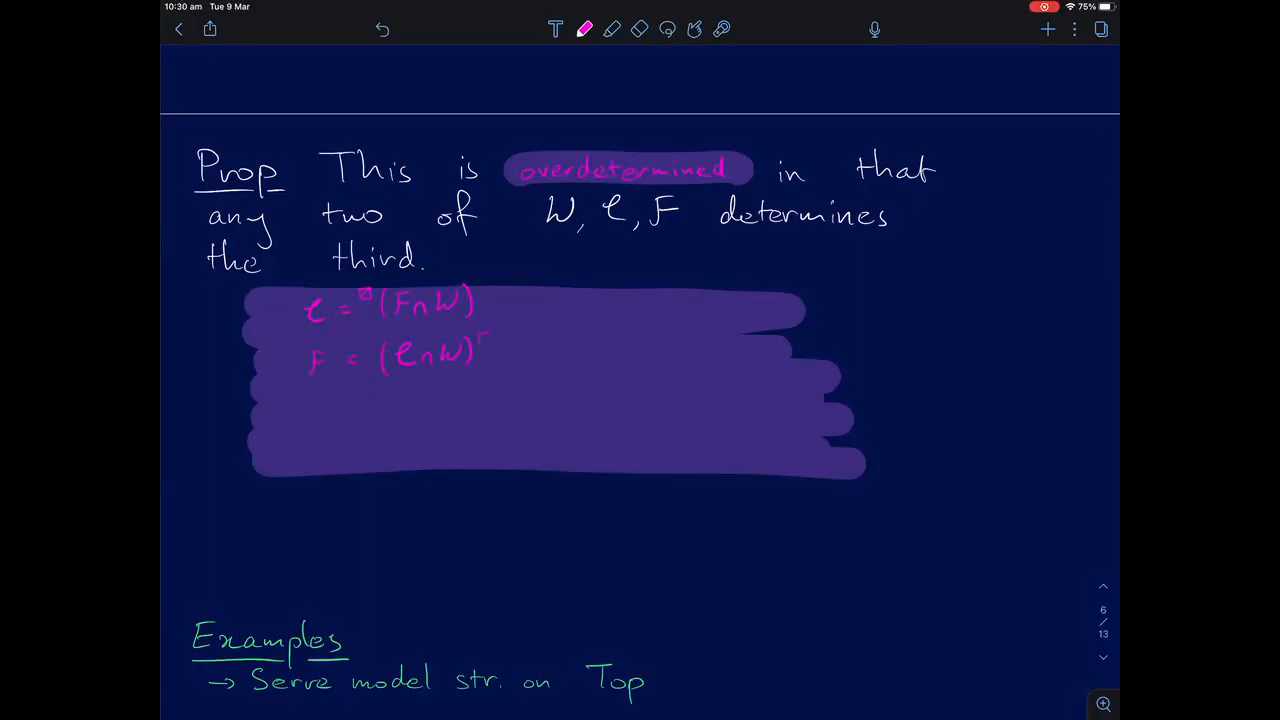 10:30 am Tue 9 Mar
75%
Prop This is overdetermined in that
any two of W, C, F determines
the third.
C = ⧄(F∩W)
F = (C∩W)
Examples
→ Serre model str. on Top
6
/
13